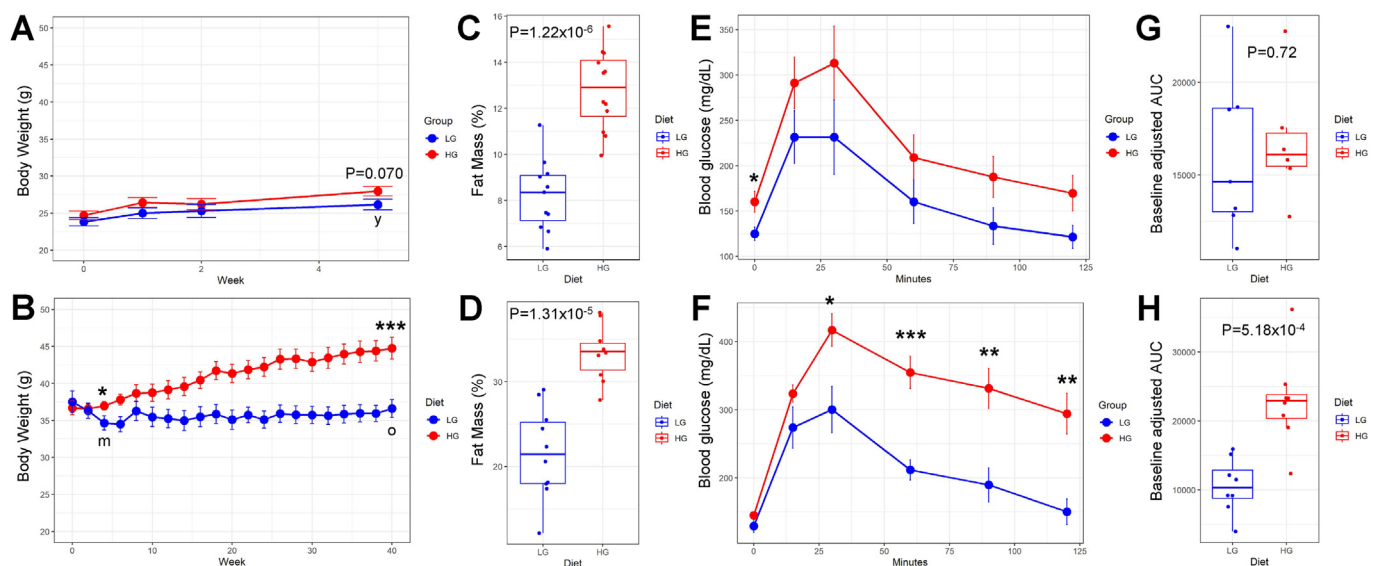 A
50
45
40
35
30
25
20
Body Weight (g)
P=0.070
y
0
2
4
Week
Group
LG
HG
C
P=1.22x10-6
16
14
12
10
8
6
Fat Mass (%)
LG
HG
Diet
Diet
LG
HG
E
350
300
250
200
150
100
Blood glucose (mg/dL)
*
0
25
50
75
100
125
Minutes
Group
LG
HG
G
P=0.72
20000
15000
Baseline adjusted AUC
LG
HG
Diet
Diet
LG
HG
B
50
45
40
35
30
25
20
Body Weight (g)
*
***
m
o
0
10
20
30
40
Week
Diet
LG
HG
D
P=1.31x10-5
30
20
Fat Mass (%)
LG
HG
Diet
Diet
LG
HG
F
400
300
200
Blood glucose (mg/dL)
*
***
**
**
0
25
50
75
100
125
Minutes
Group
LG
HG
H
P=5.18x10-4
30000
20000
10000
Baseline adjusted AUC
LG
HG
Diet
Diet
LG
HG